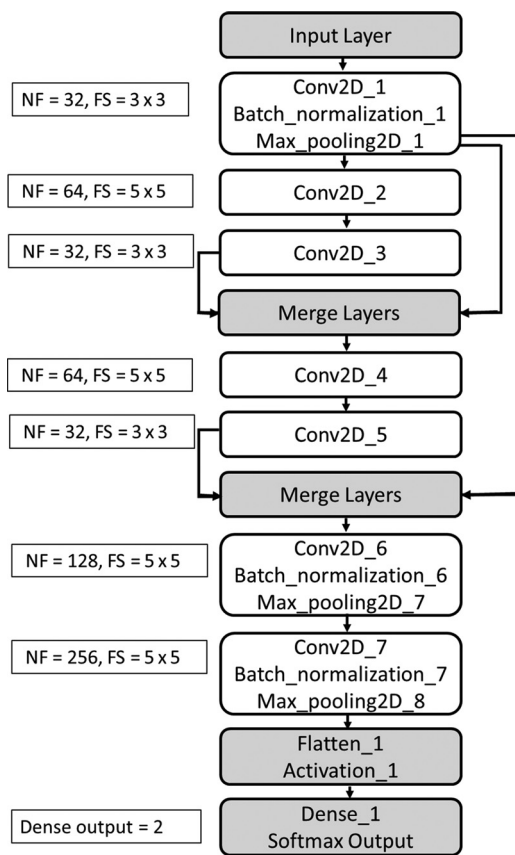 Input Layer
NF = 32, FS = 3 x 3
Conv2D_1
Batch_normalization_1
Max_pooling2D_1
NF = 64, FS = 5 x 5
Conv2D_2
NF = 32, FS = 3 x 3
Conv2D_3
Merge Layers
NF = 64, FS = 5 x 5
Conv2D_4
NF = 32, FS = 3 x 3
Conv2D_5
Merge Layers
NF = 128, FS = 5 x 5
Conv2D_6
Batch_normalization_6
Max_pooling2D_7
NF = 256, FS = 5 x 5
Conv2D_7
Batch_normalization_7
Max_pooling2D_8
Flatten_1
Activation_1
Dense output = 2
Dense_1
Softmax Output